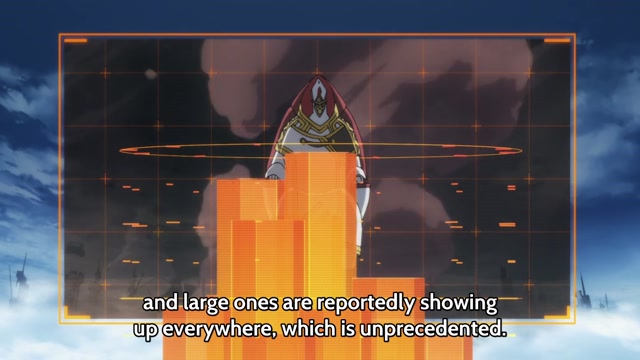 and large ones are reportedly showing
up everywhere, which is unprecedented.